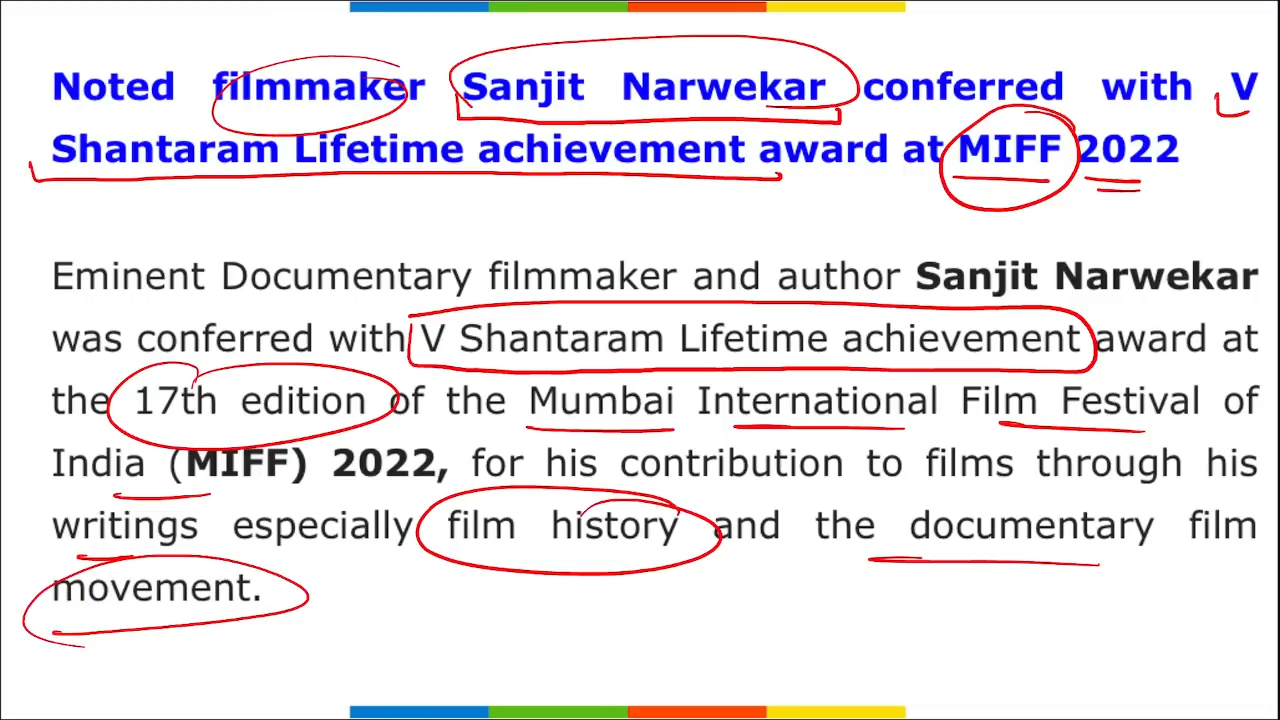 Noted filmmaker Sanjit Narwekar conferred with V
Shantaram Lifetime achievement award at MIFF 2022
Eminent Documentary filmmaker and author Sanjit Narwekar
was conferred with V Shantaram Lifetime achievement award at
the 17th edition of the Mumbai International Film Festival of
India (MIFF) 2022, for his contribution to films through his
writings especially film history and the documentary film
movement.